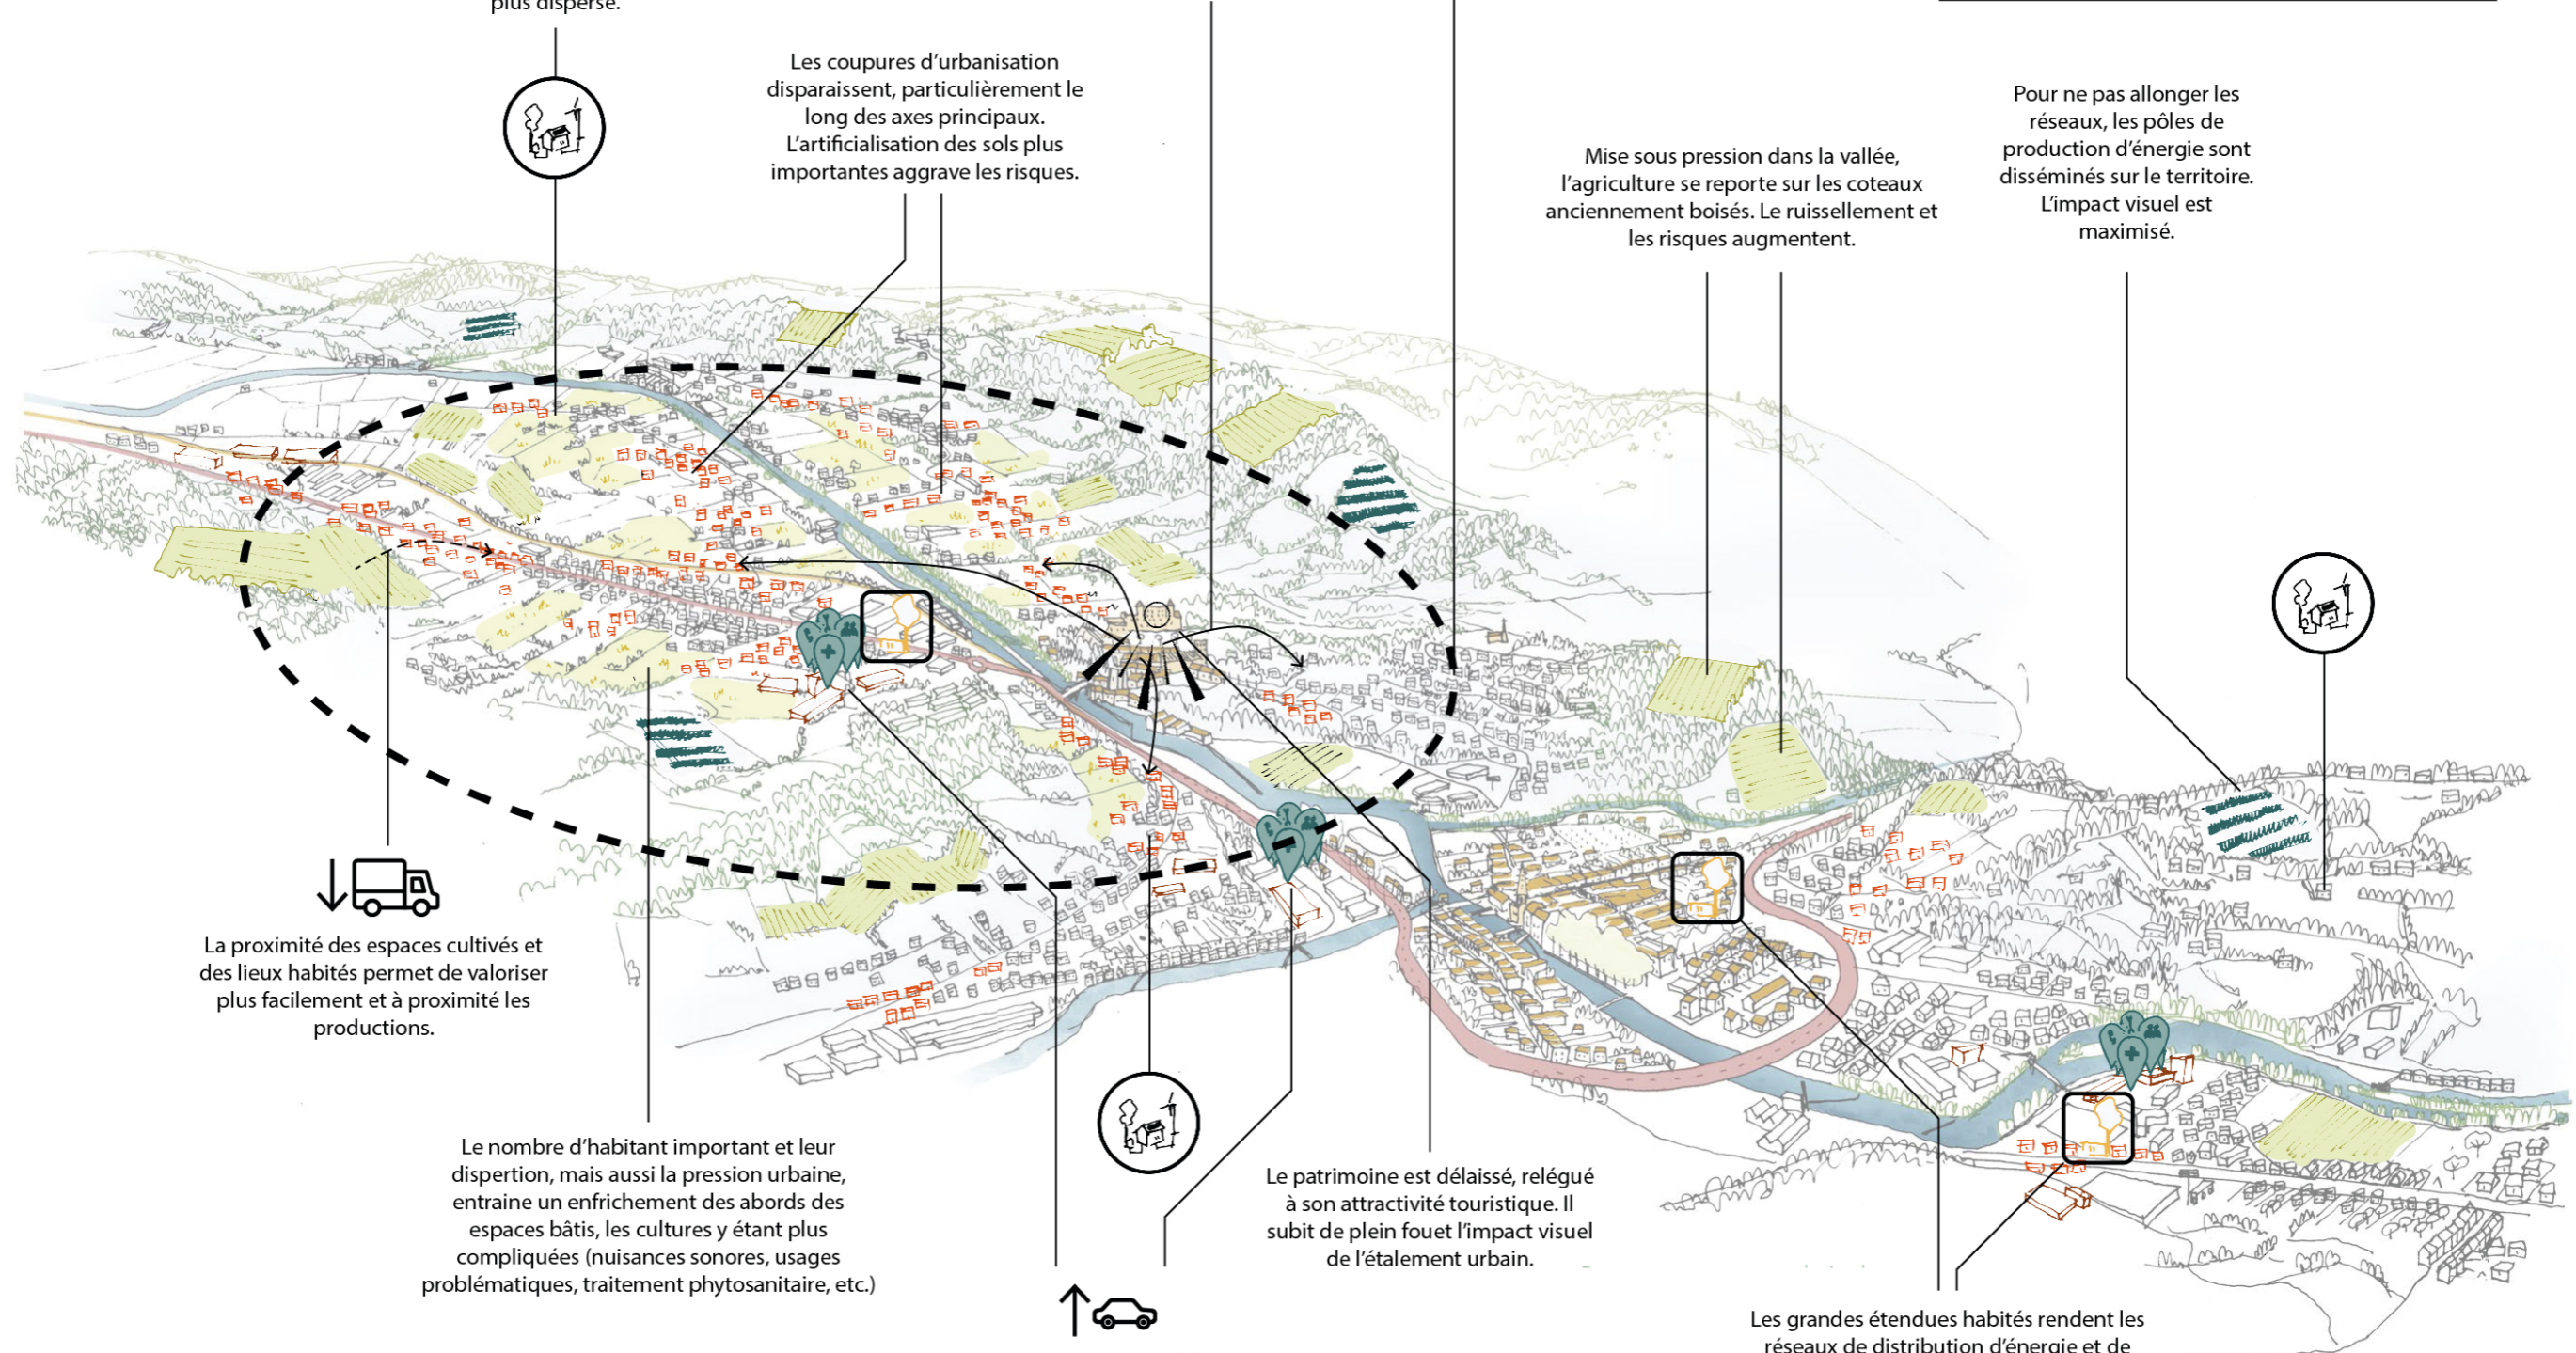 plus dispersé.
Les coupures d'urbanisation
disparaissent, particulièrement le
long des axes principaux.
L'artificialisation des sols plus
importantes aggrave les risques.
Mise sous pression dans la vallée,
l'agriculture se reporte sur les coteaux
anciennement boisés. Le ruissellement et
les risques augmentent.
Pour ne pas allonger les
réseaux, les pôles de
production d'énergie sont
disséminés sur le territoire.
L'impact visuel est
maximisé.
La proximité des espaces cultivés et
des lieux habités permet de valoriser
plus facilement et à proximité les
productions.
Le nombre d'habitant important et leur
dispertion, mais aussi la pression urbaine,
entraine un enfrichement des abords des
espaces bâtis, les cultures y étant plus
compliquées (nuisances sonores, usages
problématiques, traitement phytosanitaire, etc.)
Le patrimoine est délaissé, relégué
à son attractivité touristique. Il
subit de plein fouet l'impact visuel
de l'étalement urbain.
Les grandes étendues habités rendent les
réseaux de distribution d'énergie et de